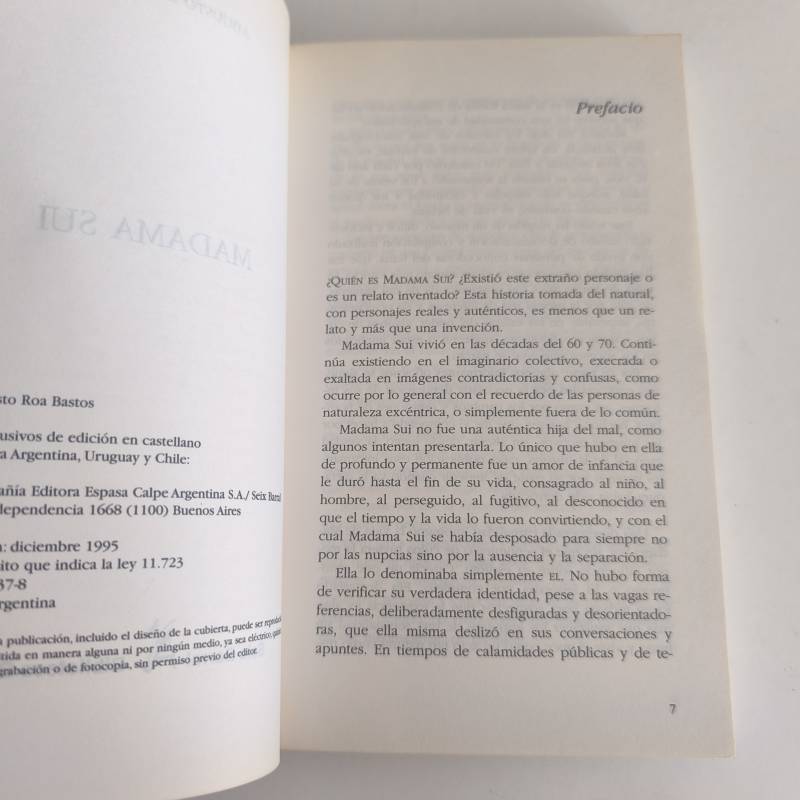 MADAMA SUI
sto Roa Bastos
usivos de edición en castellano
a Argentina, Uruguay y Chile:
añía Editora Espasa Calpe Argentina S.A./ Seix Barral
dependencia 1668 (1100) Buenos Aires
n: diciembre 1995
ito que indica la ley 11.723
37-8
rgentina
a publicación, incluido el diseño de la cubierta, puede ser
tida en manera alguna ni por ningún medio, ya sea eléctrico,
grabación o de fotocopia, sin permiso previo del editor.
Prefacio
¿QUIÉN ES MADAMA SUI? ¿Existió este extraño personaje o
es un relato inventado? Esta historia tomada del natural,
con personajes reales y auténticos, es menos que un re-
lato y más que una invención.
Madama Sui vivió en las décadas del 60 y 70. Conti-
núa existiendo en el imaginario colectivo, execrada o
exaltada en imágenes contradictorias y confusas, como
ocurre por lo general con el recuerdo de las personas de
naturaleza excéntrica, o simplemente fuera de lo común.
Madama Sui no fue una auténtica hija del mal, como
algunos intentan presentarla. Lo único que hubo en ella
de profundo y permanente fue un amor de infancia que
le duró hasta el fin de su vida, consagrado al niño, al
hombre, al perseguido, al fugitivo, al desconocido en
que el tiempo y la vida lo fueron convirtiendo, y con el
cual Madama Sui se había desposado para siempre no
por las nupcias sino por la ausencia y la separación.
Ella lo denominaba simplemente EL. No hubo forma
de verificar su verdadera identidad, pese a las vagas re-
ferencias, deliberadamente desfiguradas y desorientado-
ras, que ella misma deslizó en sus conversaciones y
apuntes. En tiempos de calamidades públicas y de te-
7